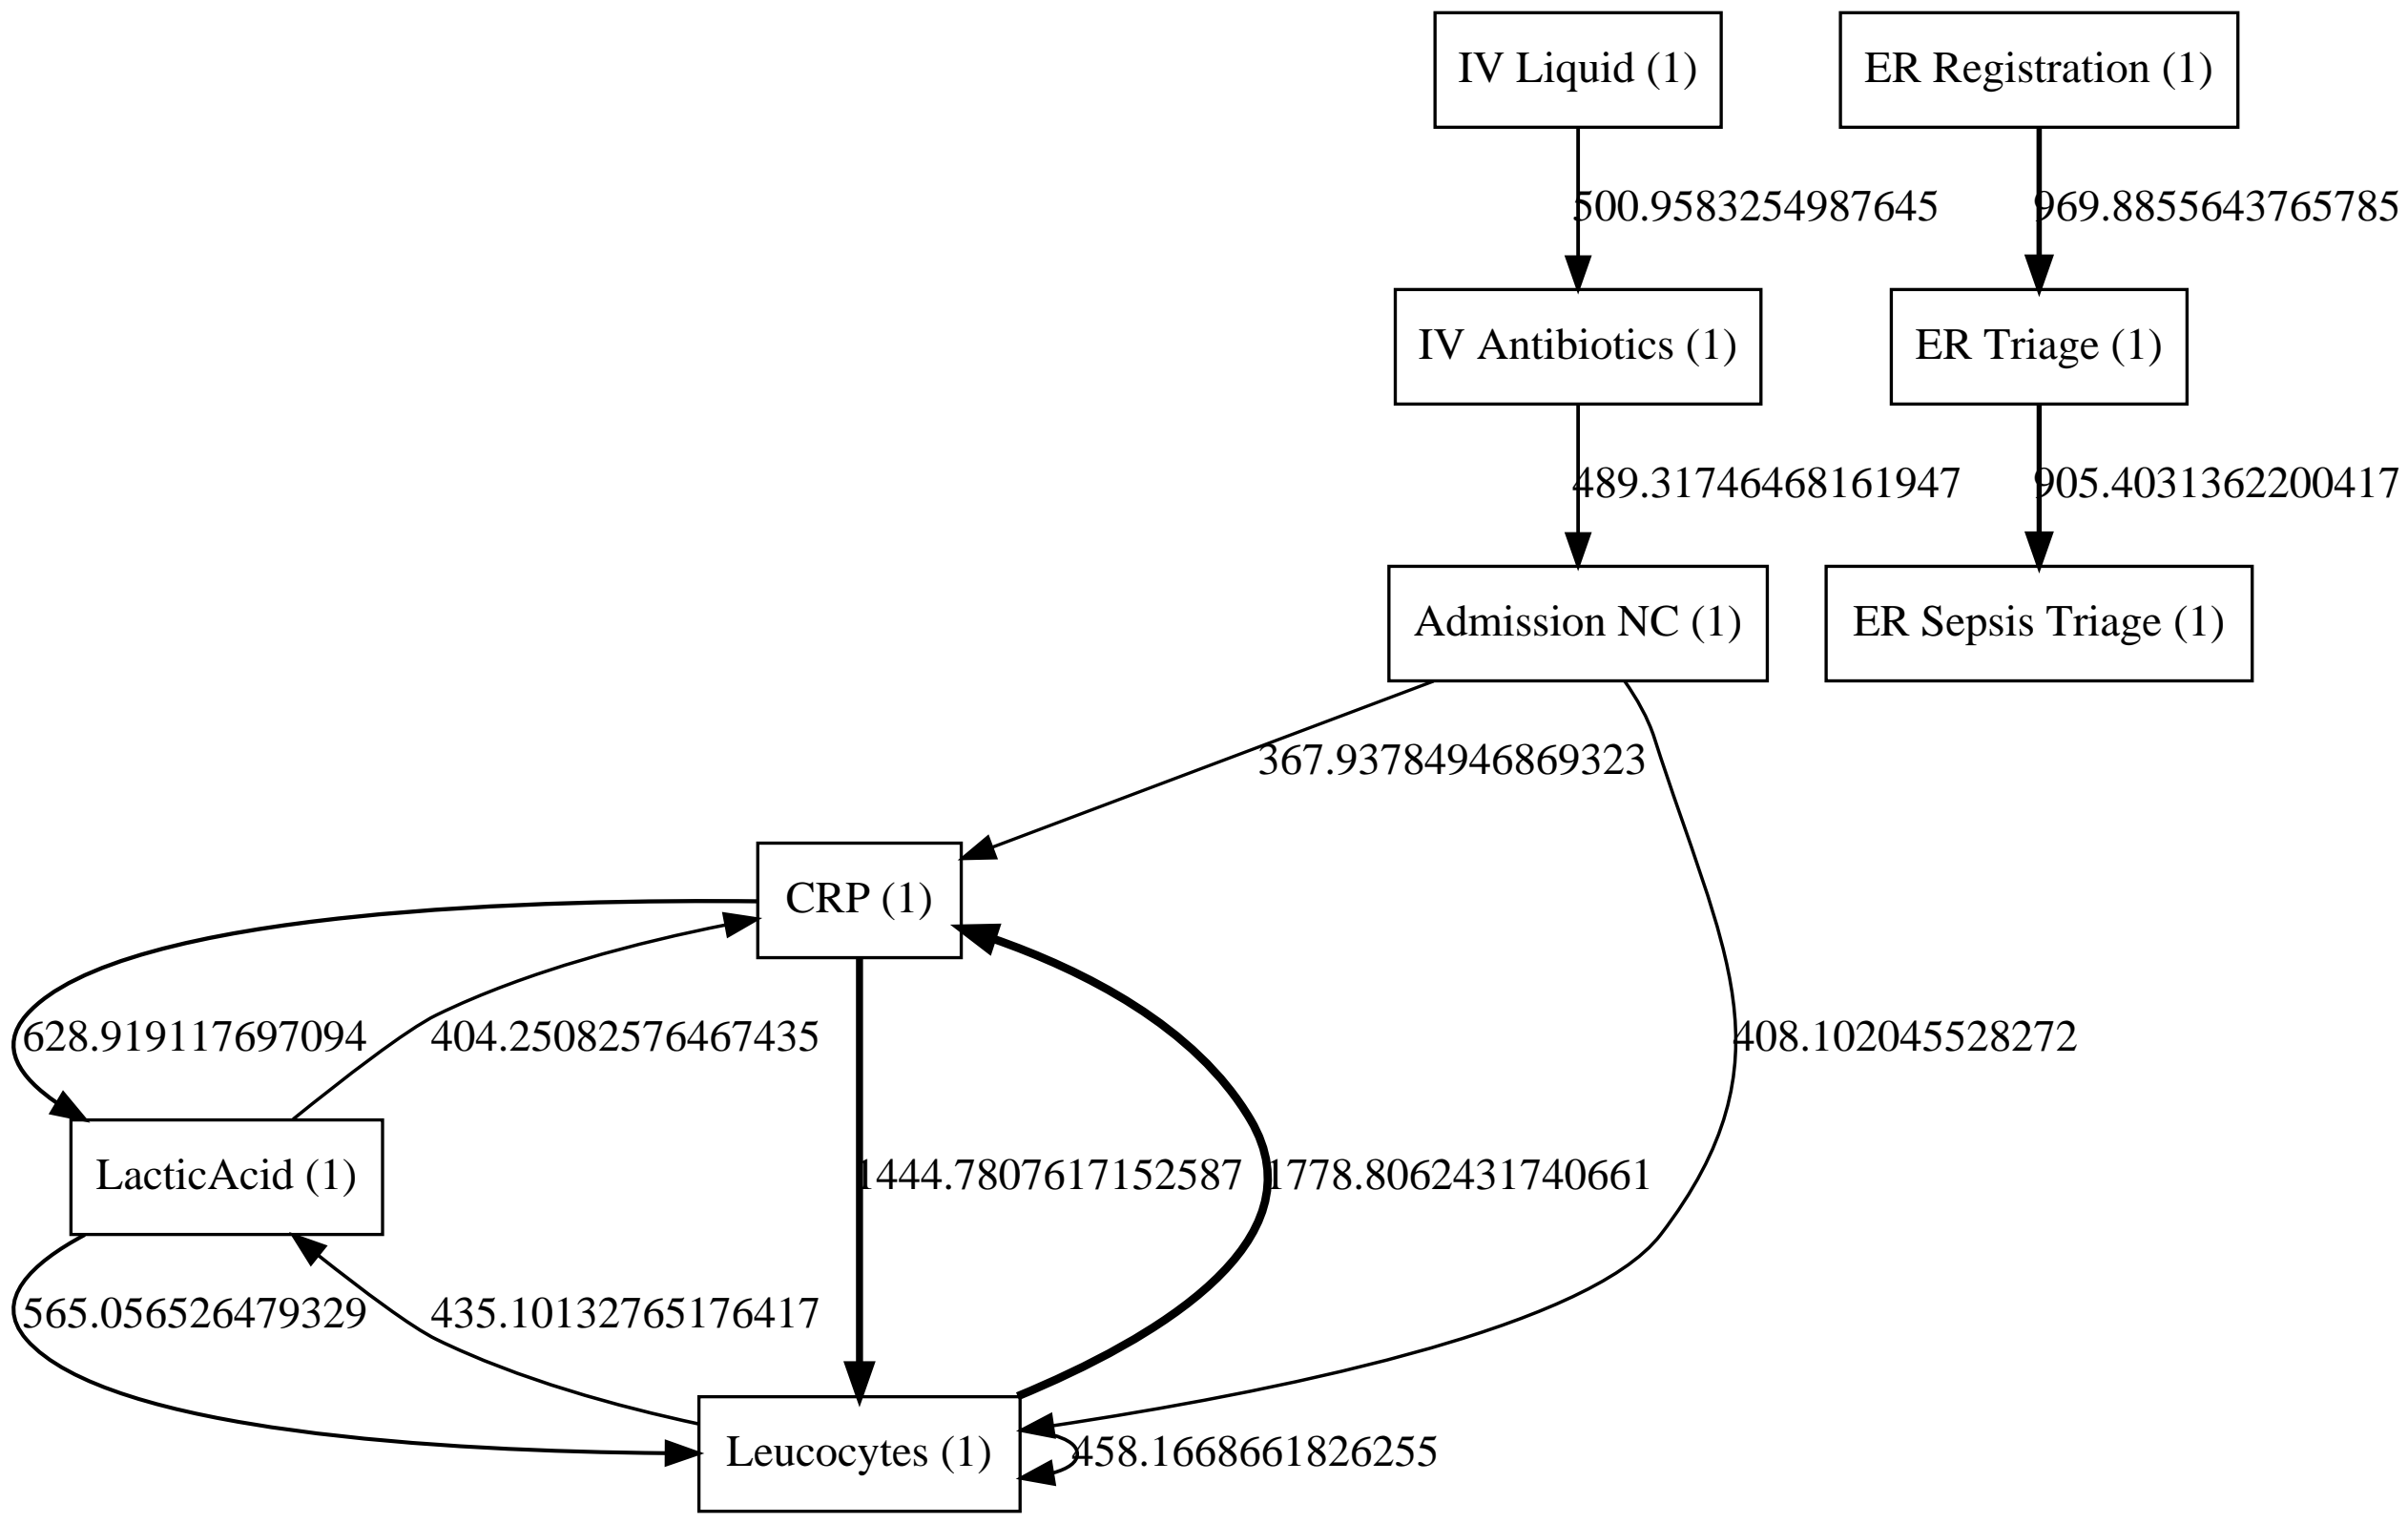 IV Liquid (1)
ER Registration (1)
500.9583254987645
969.8855643765785
IV Antibiotics (1)
ER Triage (1)
489.31746468161947
905.4031362200417
Admission NC (1)
ER Sepsis Triage (1)
367.93784946869323
CRP (1)
628.919117697094
404.25082576467435
408.102045528272
LacticAcid (1)
1444.7807617152587
1778.8062431740661
565.056526479329
435.10132765176417
Leucocytes (1)
458.1668661826255